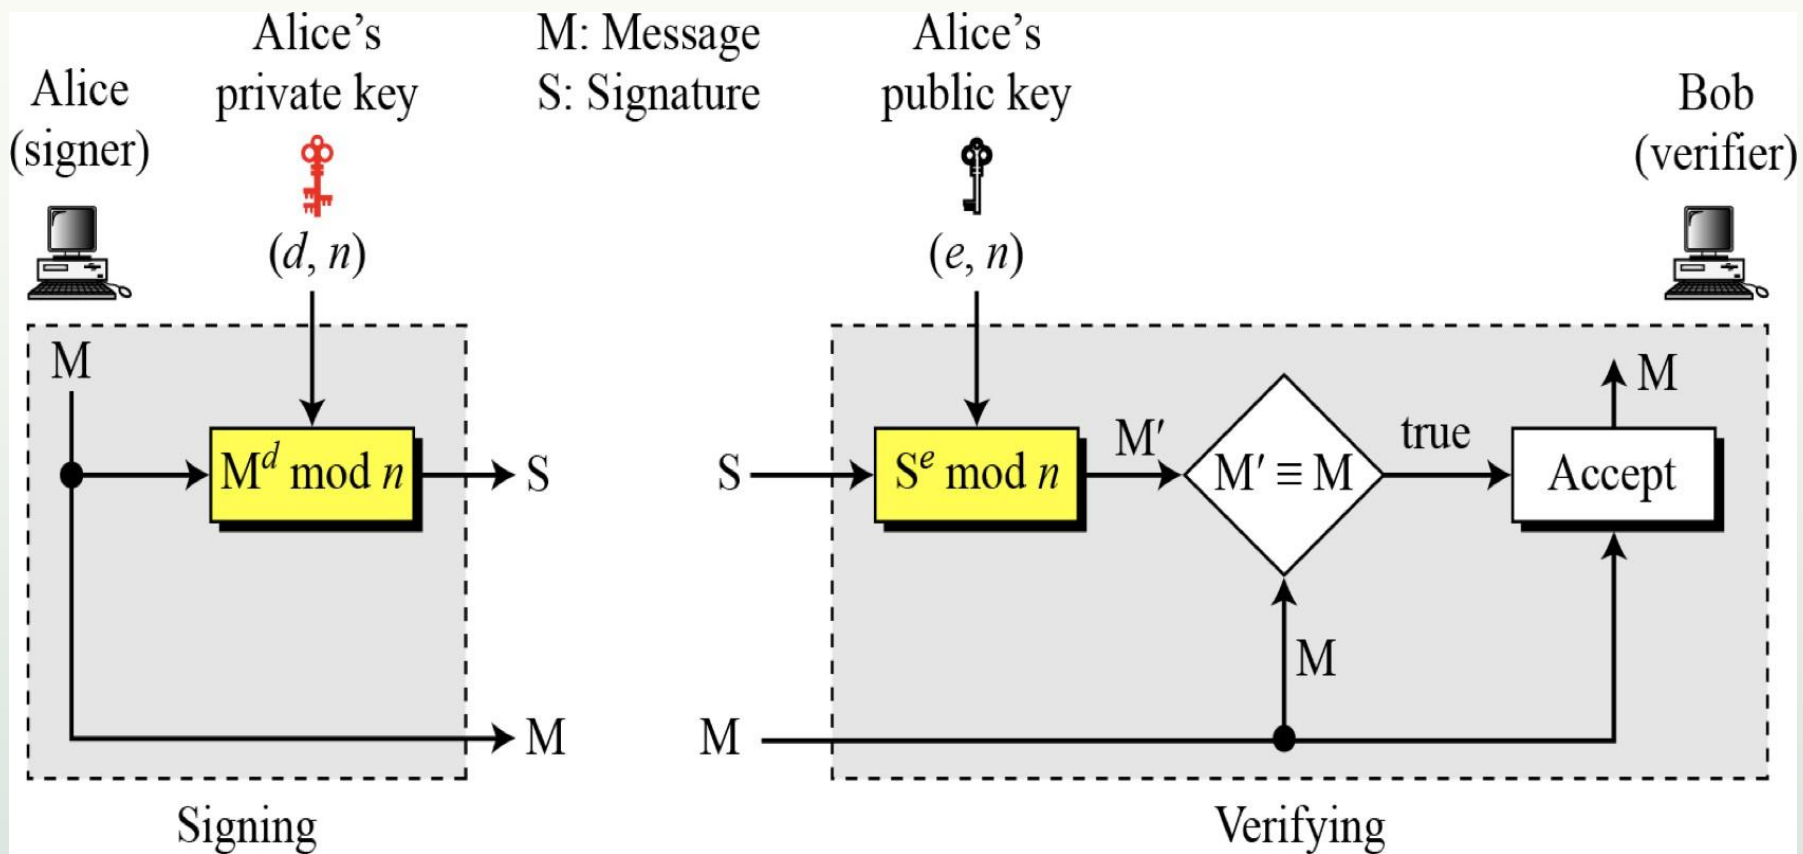 Alice
(signer)
Alice’s
private key
(d, n)
M: Message
S: Signature
Alice’s
public key
(e, n)
Bob
(verifier)
M
M^d mod n
S
M
Signing
S
S^e mod n
M′
M′ ≡ M
true
Accept
M
M
M
Verifying